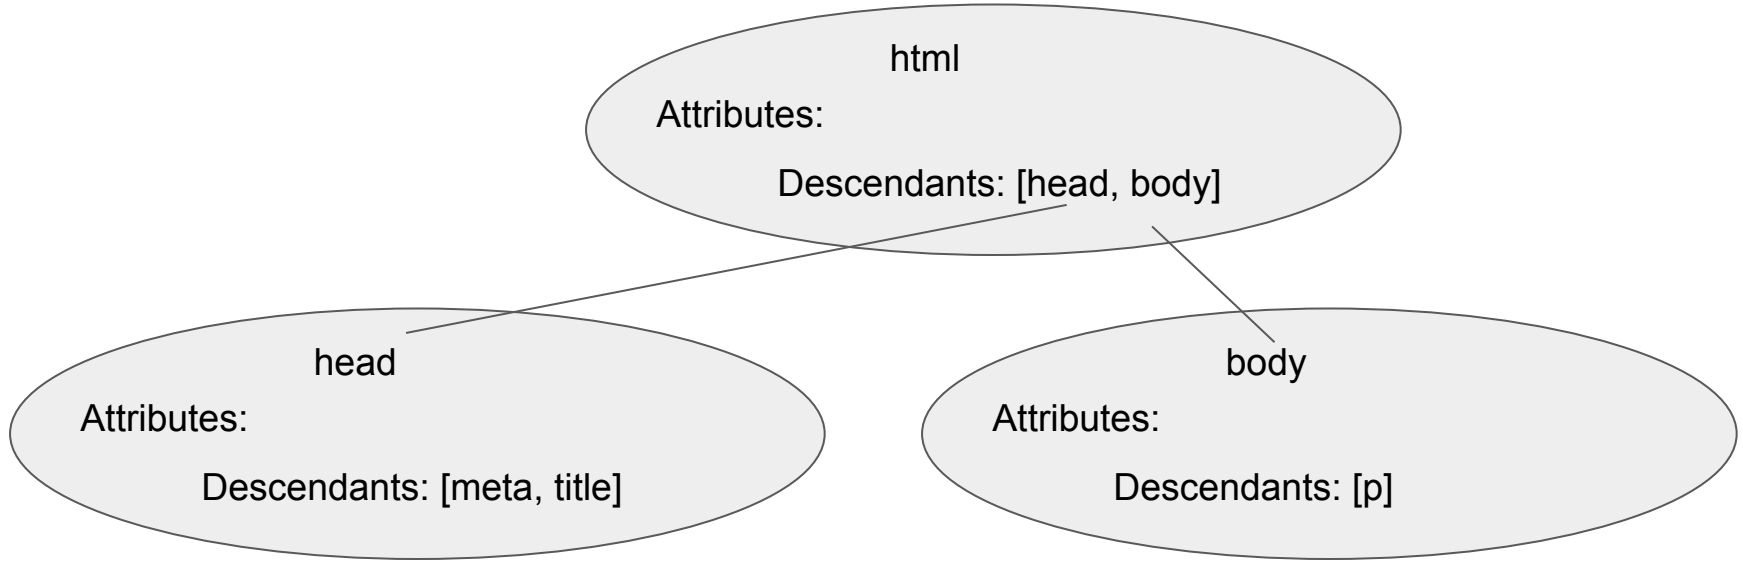 html
Attributes:
Descendants: [head, body]
head
Attributes:
Descendants: [meta, title]
body
Attributes:
Descendants: [p]